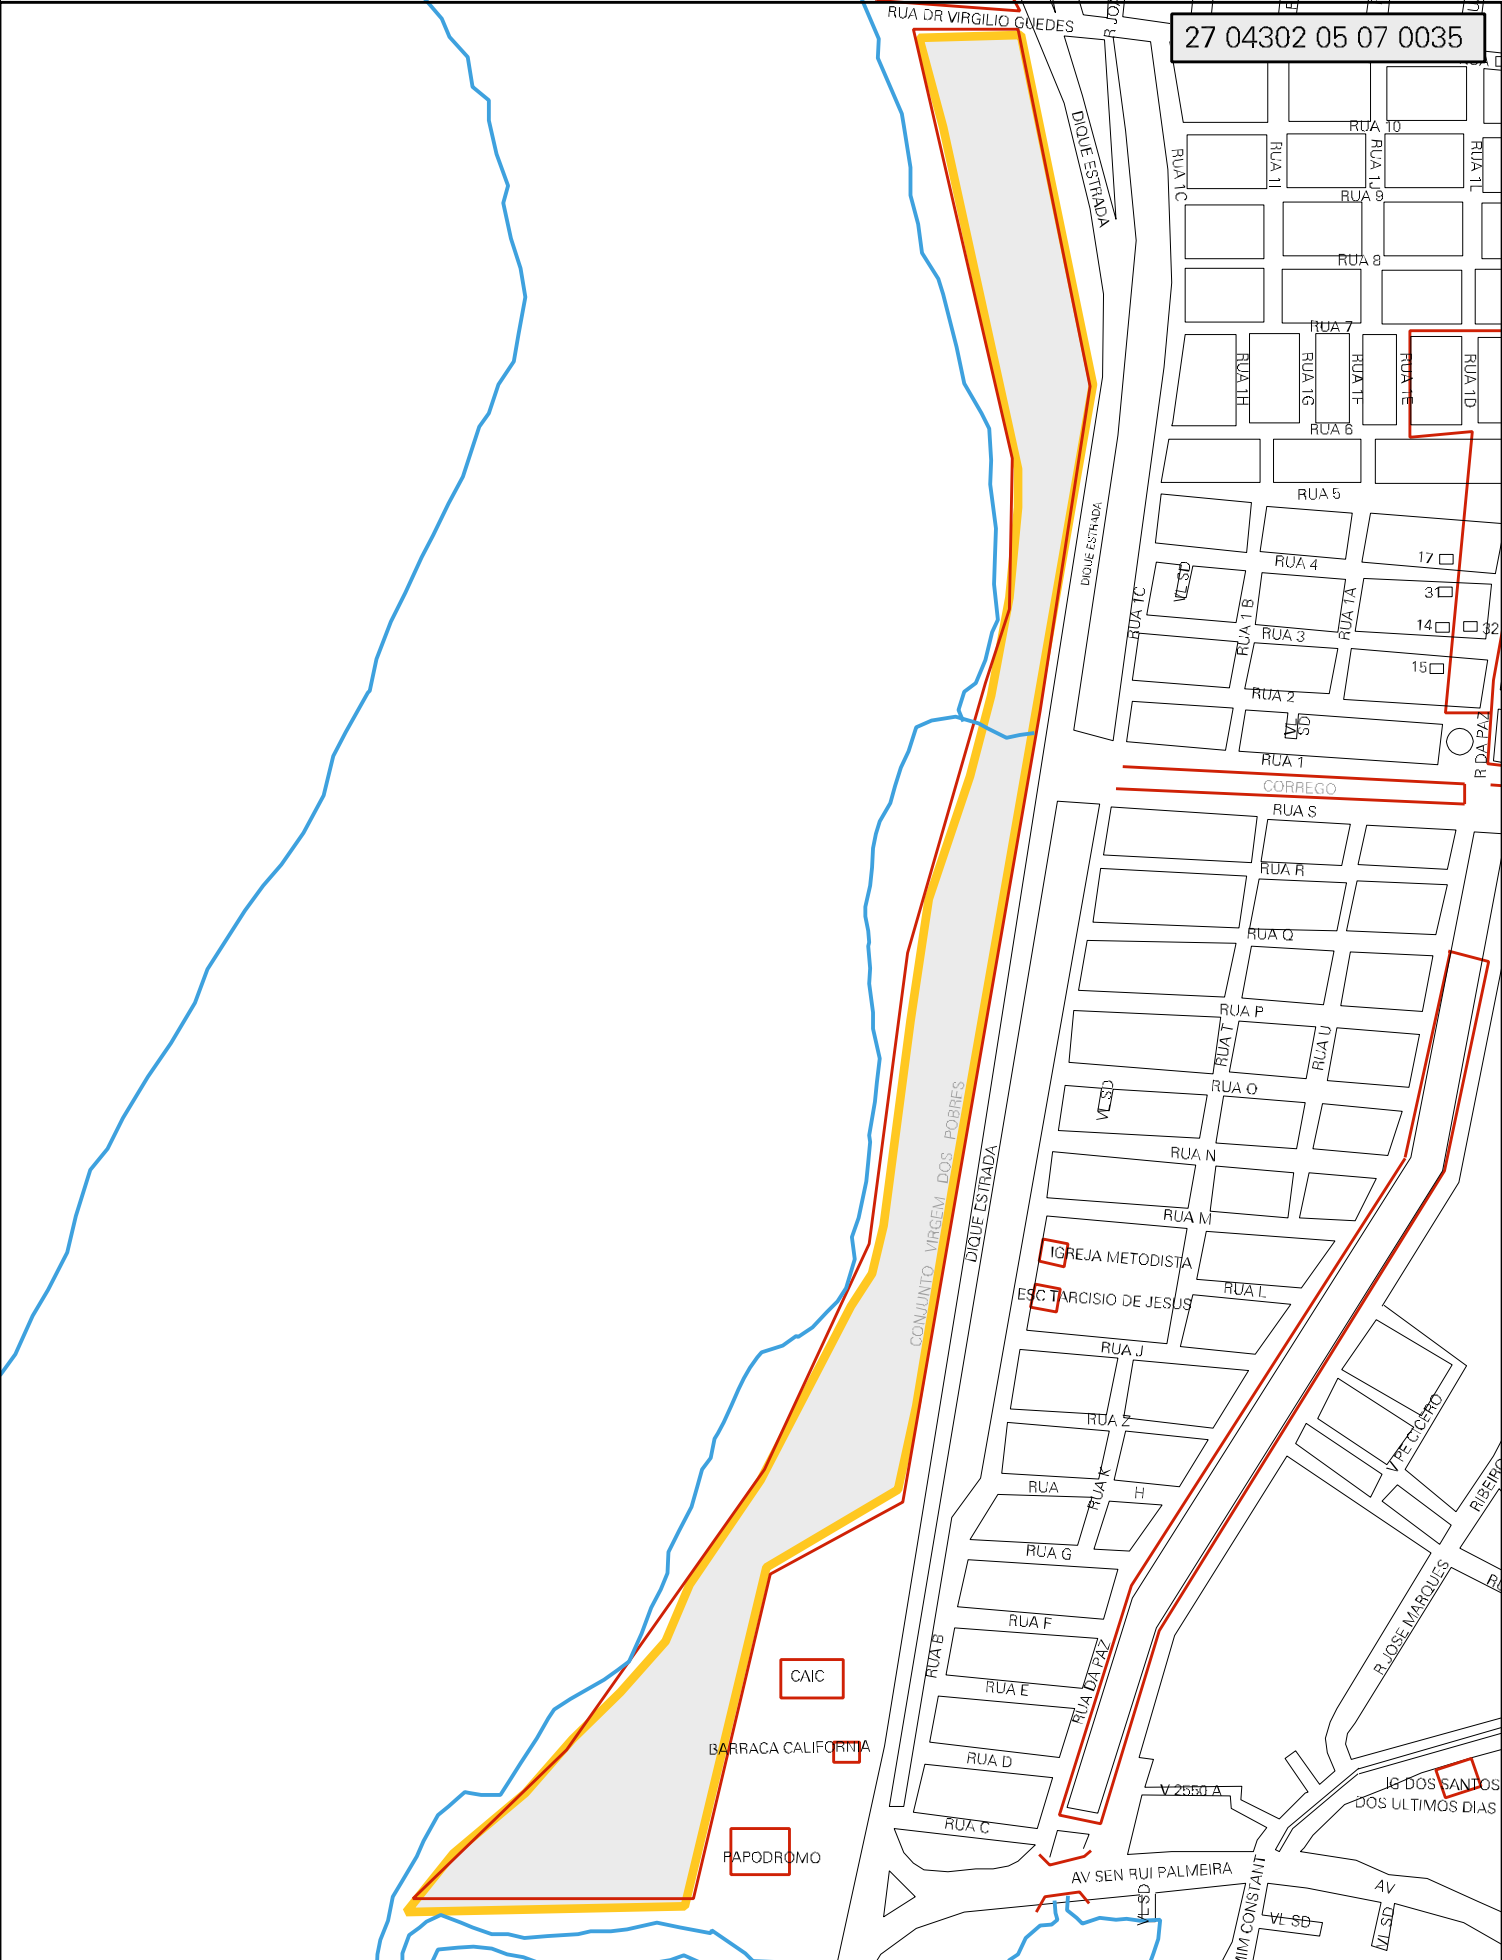 RUA DR VIRGILIO GUEDES
27 04302 05 07 0035
DIQUE ESTRADA
RUA 10
RUA 1C
RUA 1I
RUA 1J
RUA 1L
RUA 9
RUA 8
RUA 7
RUA 1H
RUA 1G
RUA 1F
RUA 1E
RUA 1D
RUA 6
RUA 5
DIQUE ESTRADA
17
RUA 4
VL SD
31
RUA 1C
RUA 1B
RUA 1A
14
32
RUA 3
15
RUA 2
VL SD
R DA PAZ
RUA 1
CORREGO
RUA S
RUA R
RUA Q
RUA P
RUA T
RUA U
RUA O
VL SD
CONJUNTO VIRGEM DOS POBRES
DIQUE ESTRADA
RUA N
RUA M
IGREJA METODISTA
ESC TARCISIO DE JESUS
RUA L
RUA J
RUA Z
V PE CICERO
RUA
RUA K
H
RIBEIRO
RUA G
R JOSE MARQUES
RUA F
RUA B
RUA DA PAZ
CAIC
RUA E
BARRACA CALIFORNIA
RUA D
V 2550 A
IG DOS SANTOS
DOS ULTIMOS DIAS
RUA C
PAPODROMO
AV SEN RUI PALMEIRA
AV
VL SD
MIM CONSTANT
VL SD
VL SD